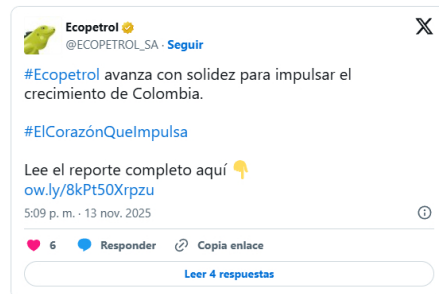 Ecopetrol
@ECOPETROL_SA · Seguir
#Ecopetrol avanza con solidez para impulsar el
crecimiento de Colombia.
#ElCorazónQueImpulsa
Lee el reporte completo aquí 👇
ow.ly/8kPt50Xrpzu
5:09 p. m. · 13 nov. 2025
6 Responder Copia enlace
Leer 4 respuestas